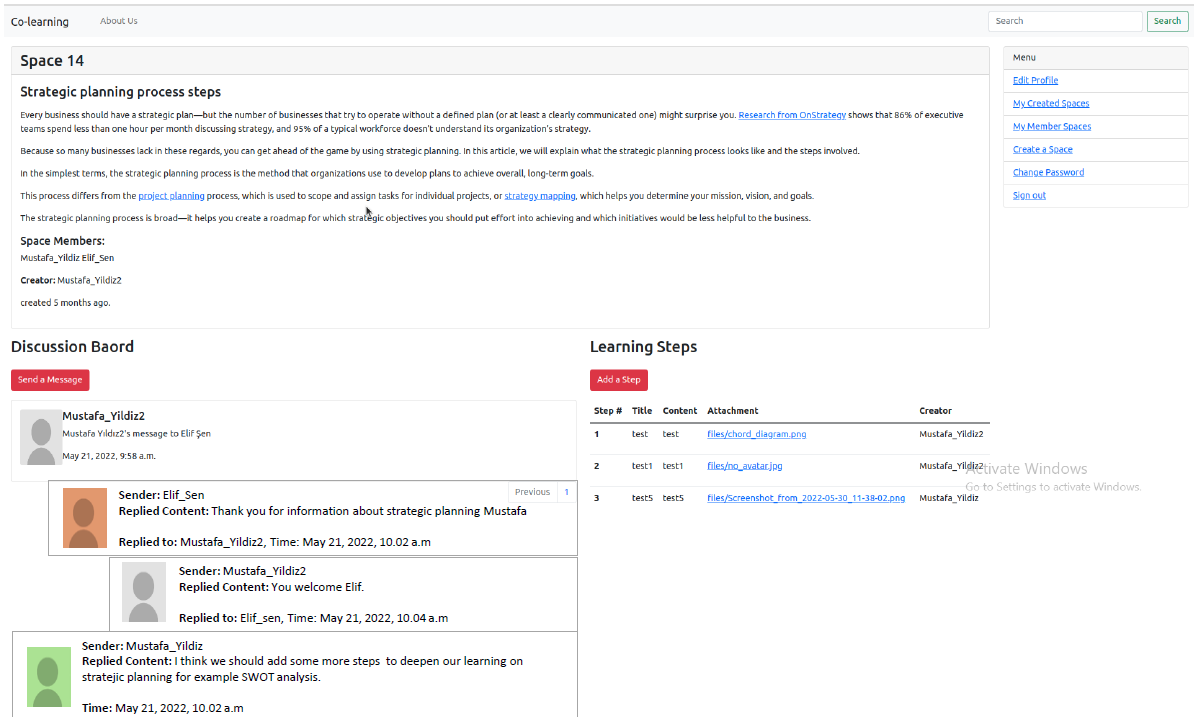 Co-learning About Us Search Search
Space 14
Strategic planning process steps
Every business should have a strategic plan—but the number of businesses that try to operate without a defined plan (or at least a clearly communicated one) might surprise you. Research from OnStrategy shows that 86% of executive
teams spend less than one hour per month discussing strategy, and 95% of a typical workforce doesn't understand its organization's strategy.
Because so many businesses lack in these regards, you can get ahead of the game by using strategic planning. In this article, we will explain what the strategic planning process looks like and the steps involved.
In the simplest terms, the strategic planning process is the method that organizations use to develop plans to achieve overall, long-term goals.
This process differs from the project planning process, which is used to scope and assign tasks for individual projects, or strategy mapping, which helps you determine your mission, vision, and goals.
The strategic planning process is broad—it helps you create a roadmap for which strategic objectives you should put effort into achieving and which initiatives would be less helpful to the business.
Space Members:
Mustafa_Yildiz Elif_Sen
Creator: Mustafa_Yildiz2
created 5 months ago.
Menu
Edit Profile
My Created Spaces
My Member Spaces
Create a Space
Change Password
Sign out
Discussion Baord
Send a Message
Mustafa_Yildiz2
Mustafa Yıldız2's message to Elif Şen
May 21, 2022, 9:58 a.m.
Previous 1
Sender: Elif_Sen
Replied Content: Thank you for information about strategic planning Mustafa
Replied to: Mustafa_Yildiz2, Time: May 21, 2022, 10.02 a.m
Sender: Mustafa_Yildiz2
Replied Content: You welcome Elif.
Replied to: Elif_sen, Time: May 21, 2022, 10.04 a.m
Sender: Mustafa_Yildiz
Replied Content: I think we should add some more steps to deepen our learning on
stratejic planning for example SWOT analysis.
Time: May 21, 2022, 10.02 a.m
Learning Steps
Add a Step
Step # Title Content Attachment Creator
1 test test files/chord_diagram.png Mustafa_Yildiz2
2 test1 test1 files/no_avatar.jpg Mustafa_Yildiz2
3 test5 test5 files/Screenshot_from_2022-05-30_11-38-02.png Mustafa_Yildiz
Activate Windows
Go to Settings to activate Windows.